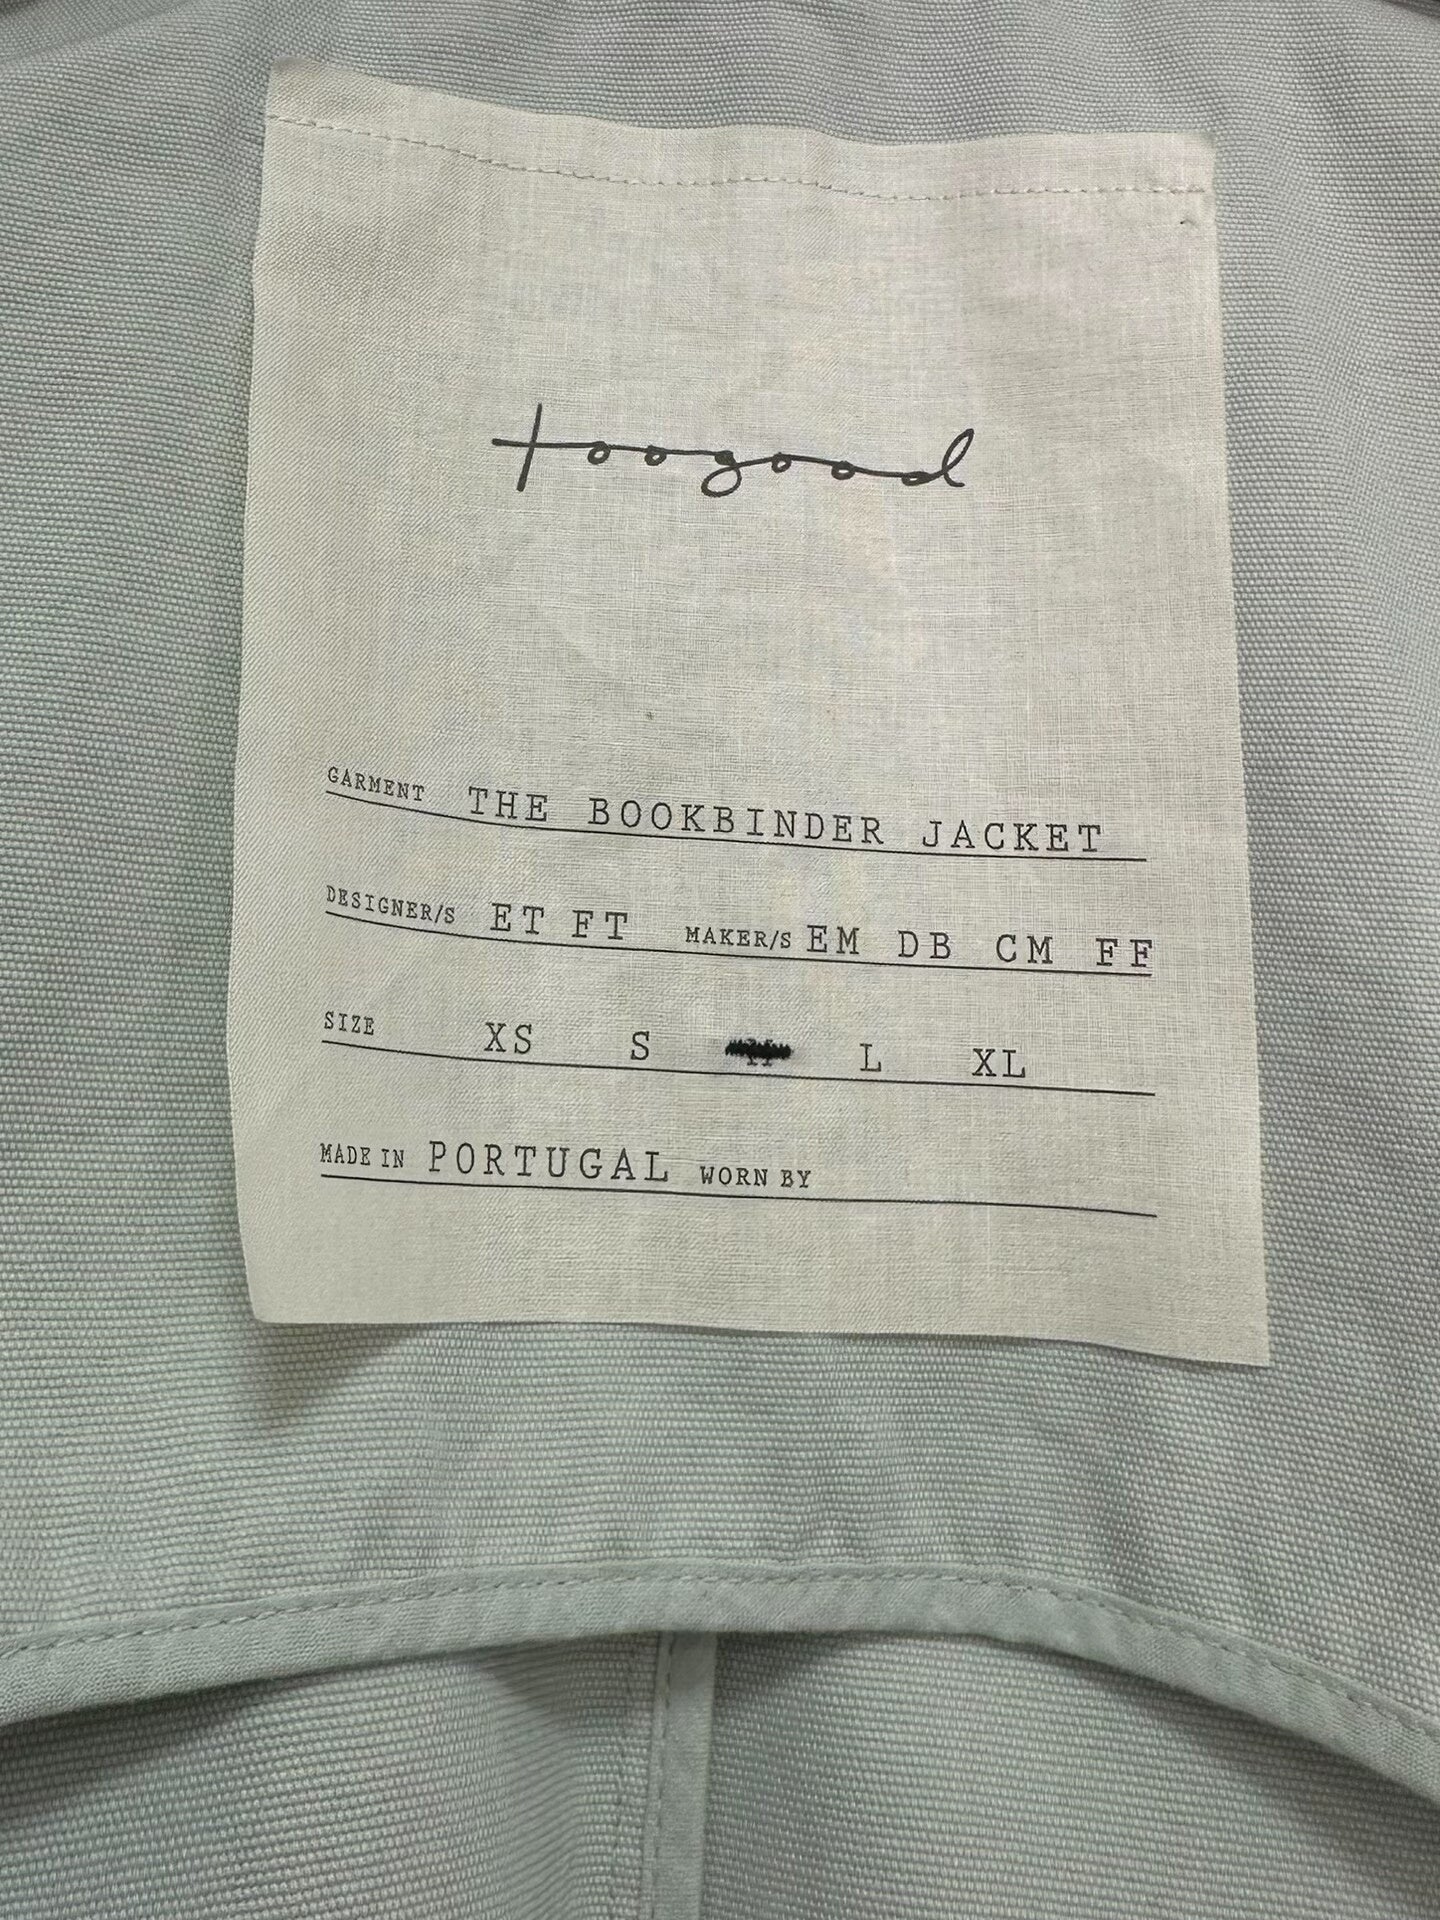 toogood
GARMENT THE BOOKBINDER JACKET
DESIGNER/S ET FT MAKER/S EM DB CM FF
SIZE XS S L XL
MADE IN PORTUGAL WORN BY